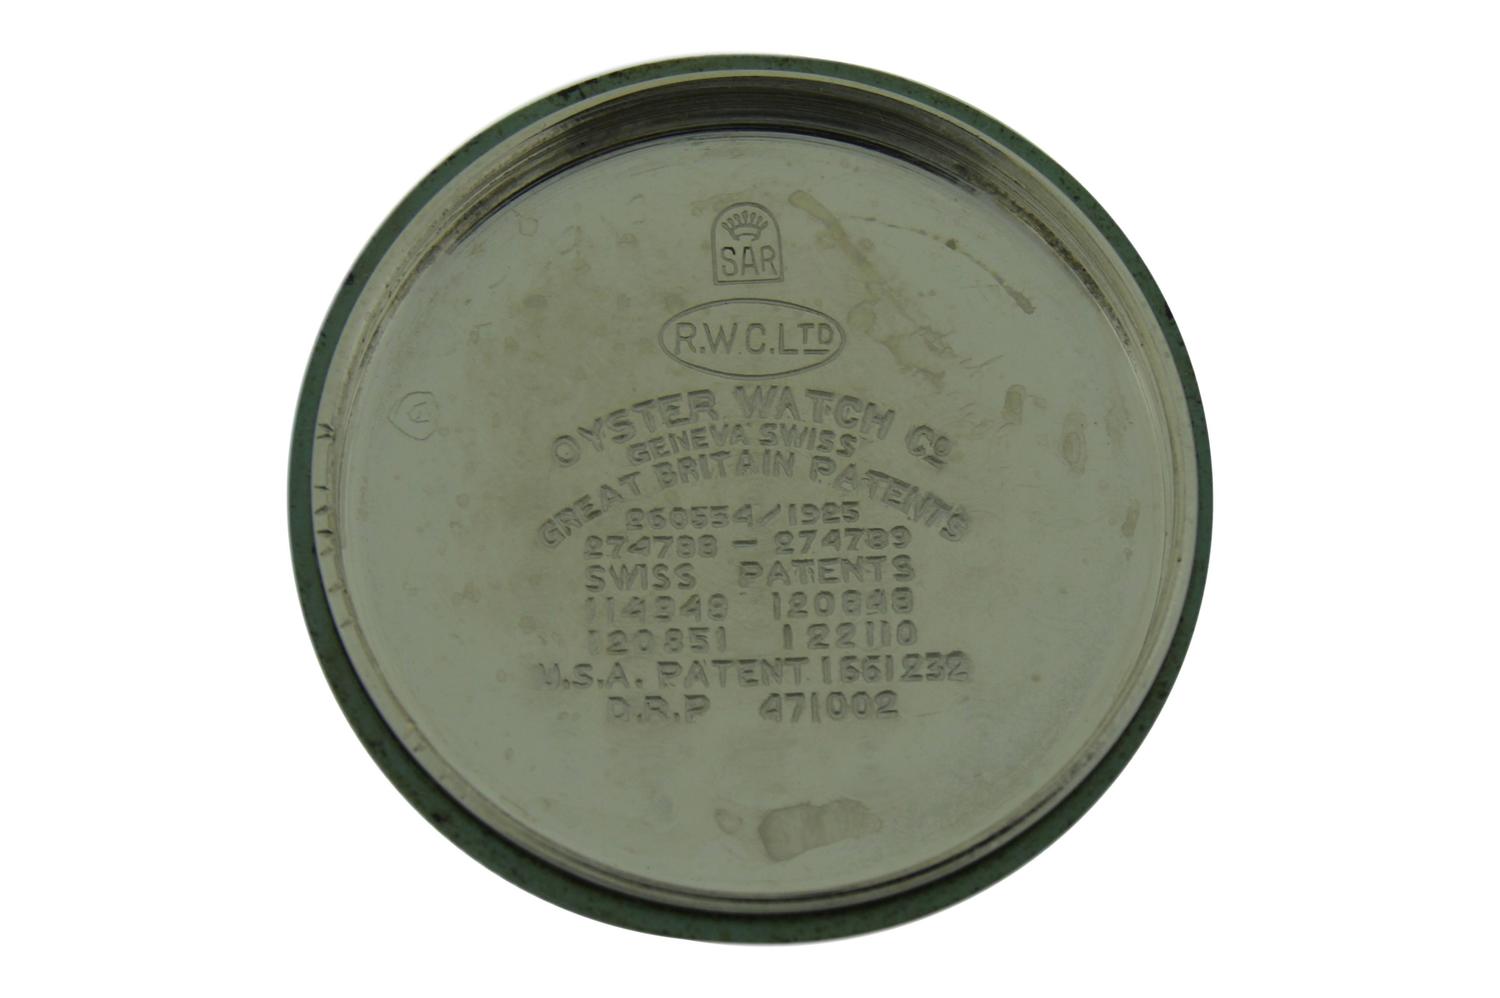 SAR
R.W.C.LTD
OYSTER WATCH Co
GENEVA SWISS
GREAT BRITAIN PATENTS
260554/1925
274788 – 274789
SWISS PATENTS
114948 120848
120851 122110
U.S.A. PATENT 1661232
D.R.P 471002